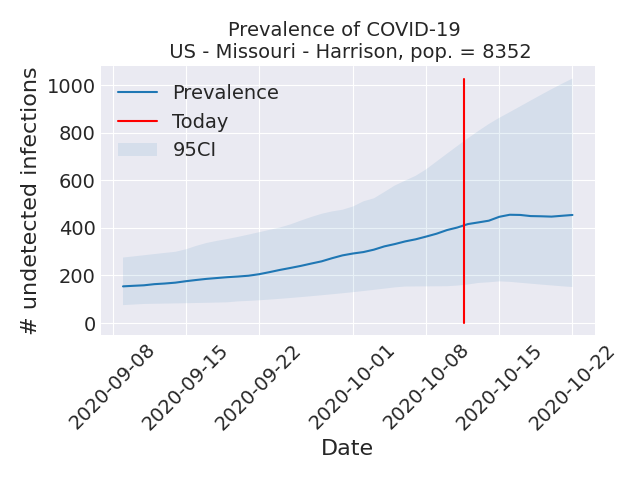 Prevalence of COVID-19
US - Missouri - Harrison, pop. = 8352
# undetected infections
1000
800
600
400
200
0
Prevalence
Today
95CI
2020-09-08
2020-09-15
2020-09-22
2020-10-01
2020-10-08
2020-10-15
2020-10-22
Date